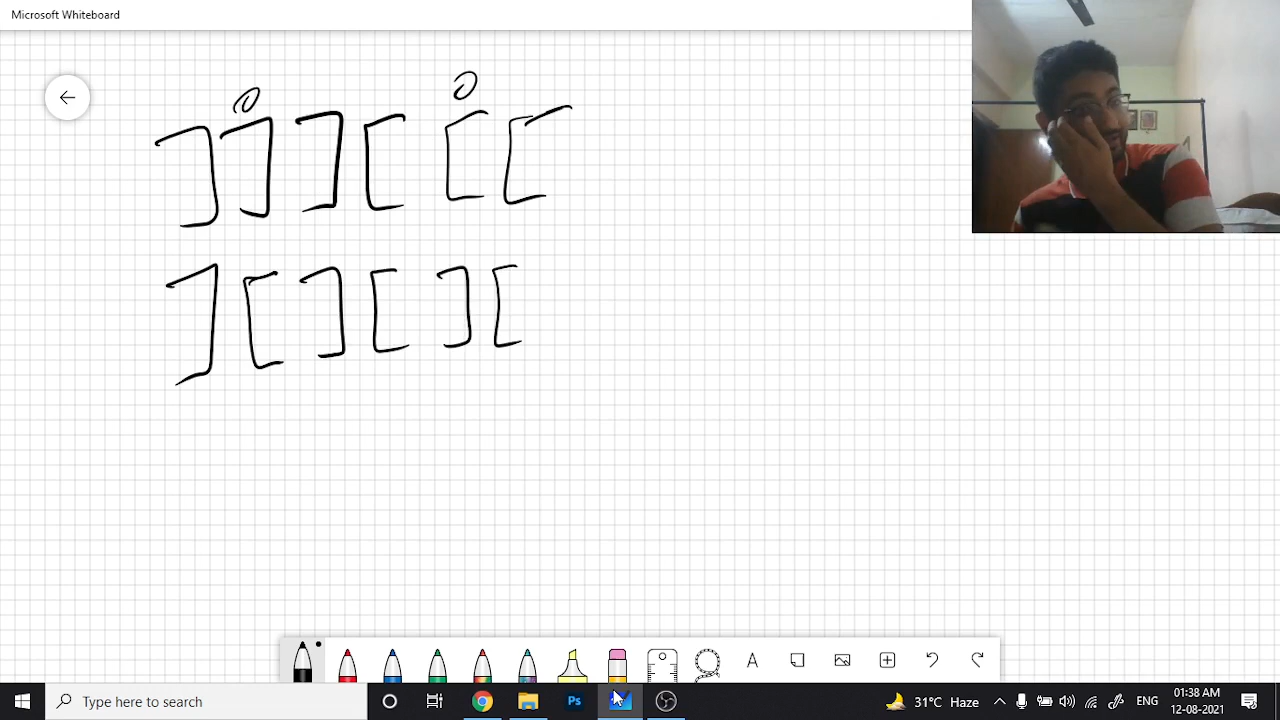 Microsoft Whiteboard
0 0
] ] ] [ [ [
] [ ] [ ] [
A
Type here to search
Ps
31°C Haze
ENG
01:38 AM
12-08-2021